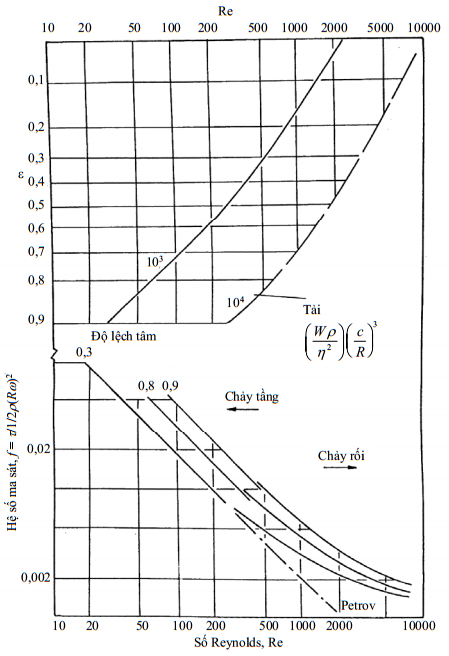 Re
10 20 50 100 200 500 1000 2000 5000 10000
0,1
0,2
0,3
ε 0,4
0,5
0,6
0,7
0,8
0,9
10³
10⁴
Tải
(Wρ/η²)(c/R)³
Độ lệch tâm
0,3
0,8 0,9
Chảy tầng
Chảy rối
Hệ số ma sát, f = τ/1/2ρ(Rω)²
0,02
0,002
Petrov
10 20 50 100 200 500 1000 2000 10000
Số Reynolds, Re